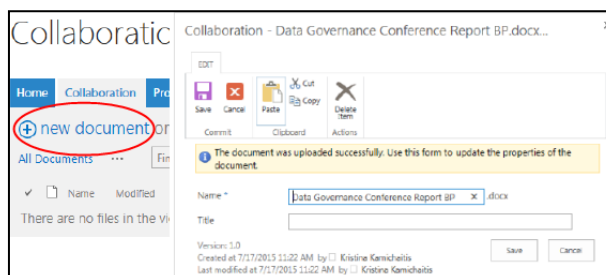 Collaboratic
Home Collaboration Pro
new document or
All Documents ... Fin
Name Modified
There are no files in the vi
Collaboration - Data Governance Conference Report BP.docx...
EDIT
Save Cancel Paste Cut Copy Delete Item
Commit Clipboard Actions
The document was uploaded successfully. Use this form to update the properties of the
document.
Name * Data Governance Conference Report BP X .docx
Title
Version: 1.0
Created at 7/17/2015 11:22 AM by Kristina Kamichaitis
Last modified at 7/17/2015 11:22 AM by Kristina Kamichaitis
Save Cancel